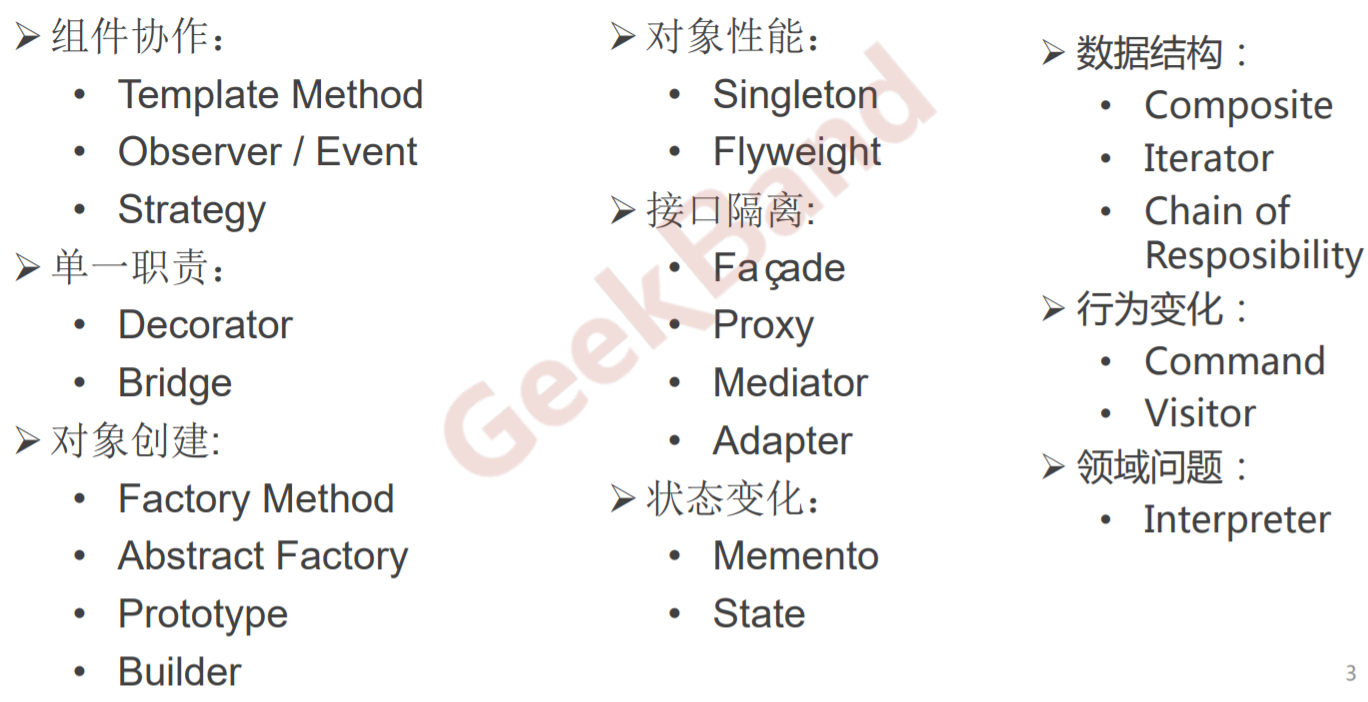 ➢ 组件协作：
• Template Method
• Observer / Event
• Strategy
➢ 单一职责：
• Decorator
• Bridge
➢ 对象创建:
• Factory Method
• Abstract Factory
• Prototype
• Builder
➢ 对象性能：
• Singleton
• Flyweight
➢ 接口隔离:
• Façade
• Proxy
• Mediator
• Adapter
➢ 状态变化：
• Memento
• State
➢ 数据结构：
• Composite
• Iterator
• Chain of
Resposibility
➢ 行为变化：
• Command
• Visitor
➢ 领域问题：
• Interpreter
GeekBand
3